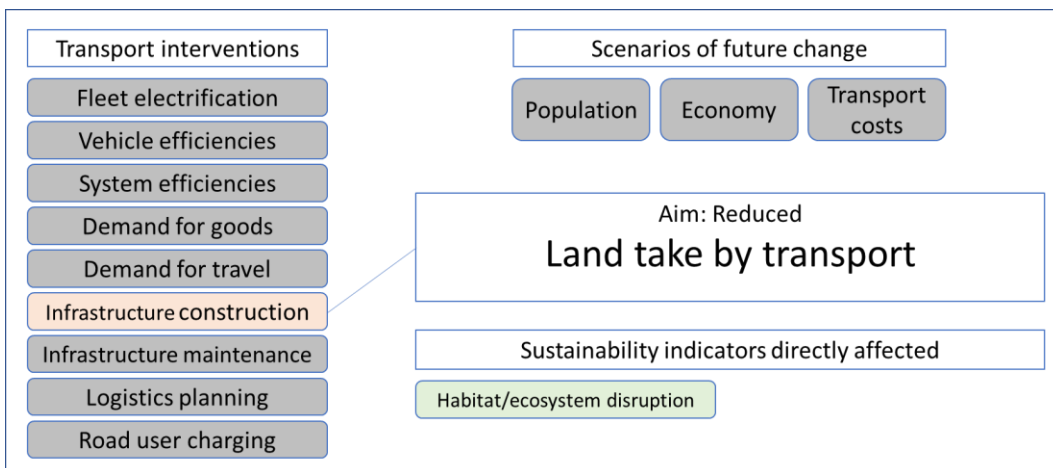 Transport interventions
Fleet electrification
Vehicle efficiencies
System efficiencies
Demand for goods
Demand for travel
Infrastructure construction
Infrastructure maintenance
Logistics planning
Road user charging
Scenarios of future change
Population
Economy
Transport
costs
Aim: Reduced
Land take by transport
Sustainability indicators directly affected
Habitat/ecosystem disruption